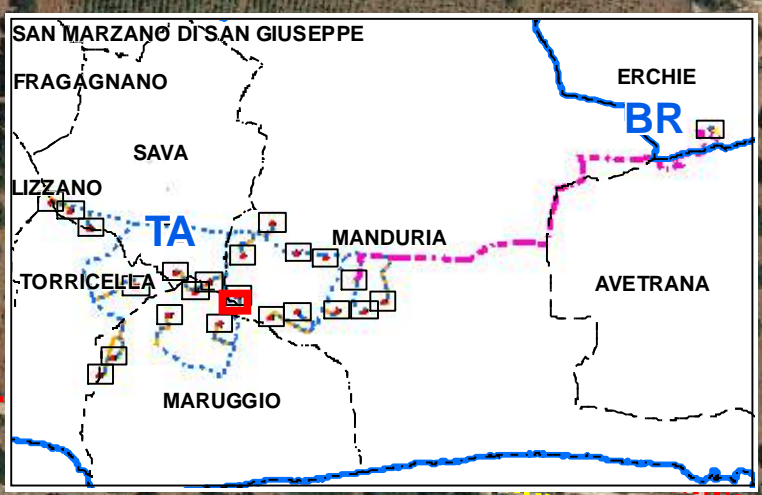 SAN MARZANO DI SAN GIUSEPPE
FRAGAGNANO
ERCHIE
BR
SAVA
LIZZANO
TA
MANDURIA
TORRICELLA
AVETRANA
MARUGGIO